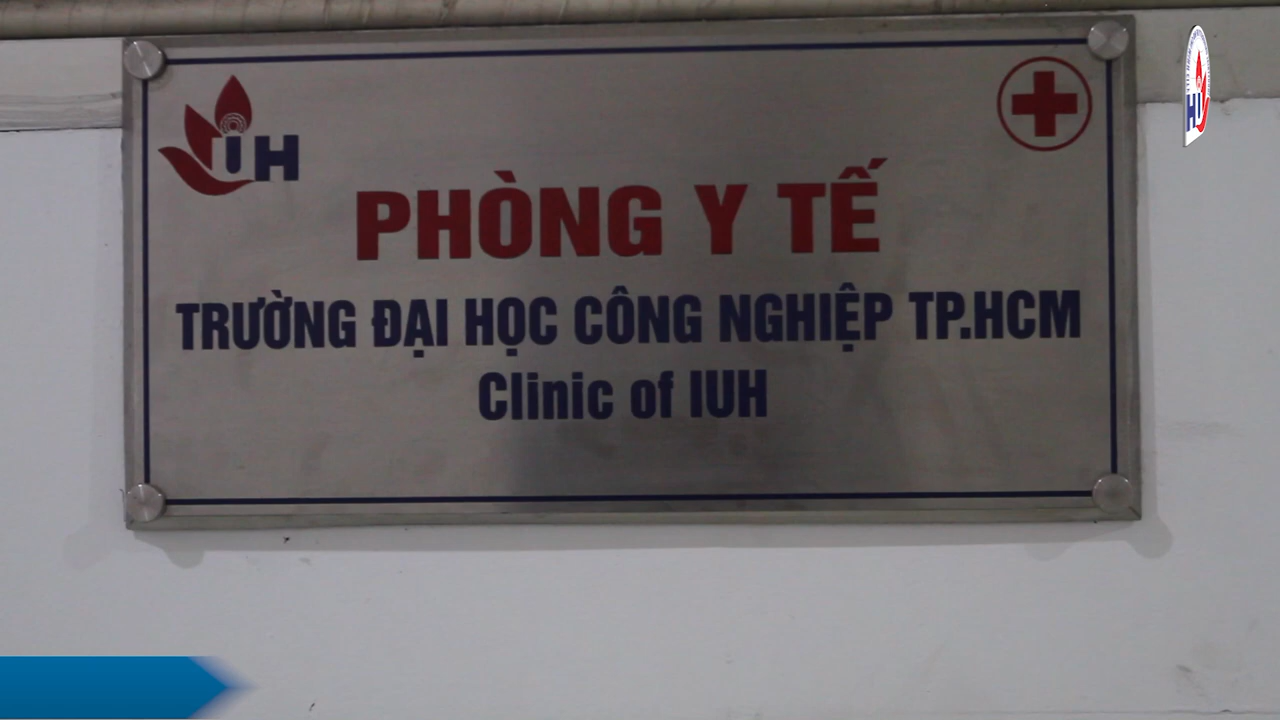 IUH
PHÒNG Y TẾ
TRƯỜNG ĐẠI HỌC CÔNG NGHIỆP TP.HCM
Clinic of IUH